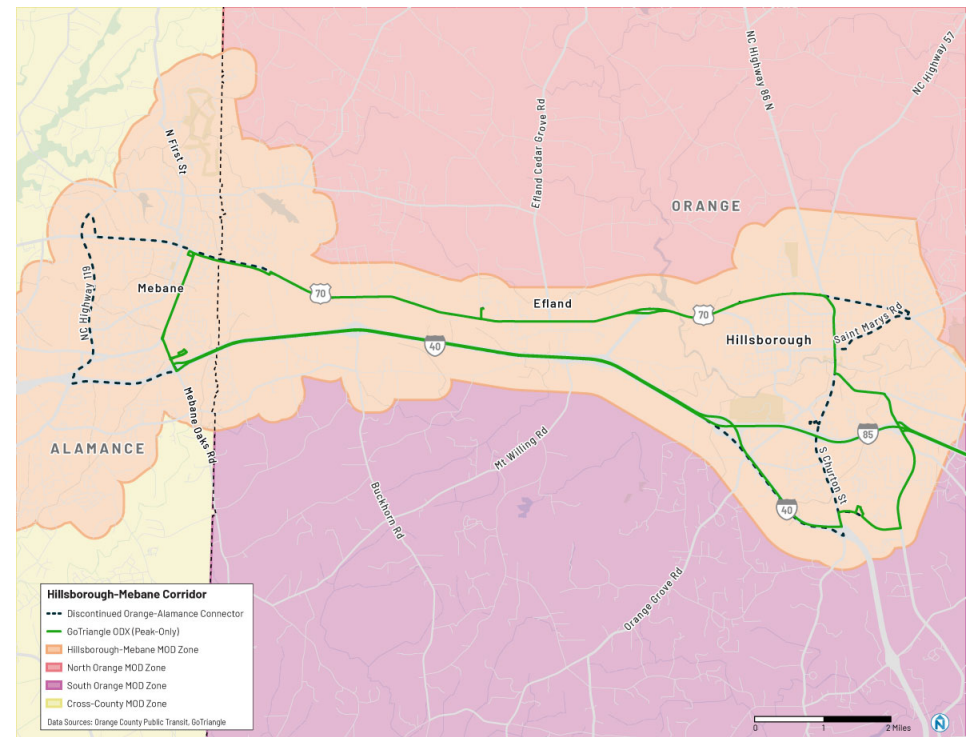 NC Highway 86 N
NC Highway 57
N First St
Efland Cedar Grove Rd
ORANGE
NC Highway 119
Mebane
70
Efland
70
Saint Marys Rd
Hillsborough
40
Mebane Oaks Rd
ALAMANCE
Mt Willing Rd
85
S Churton St
Buckhorn Rd
40
Orange Grove Rd
Hillsborough-Mebane Corridor
Discontinued Orange-Alamance Connector
GoTriangle ODX (Peak-Only)
Hillsborough-Mebane MOD Zone
North Orange MOD Zone
South Orange MOD Zone
Cross-County MOD Zone
Data Sources: Orange County Public Transit, GoTriangle
0 1 2 Miles
N